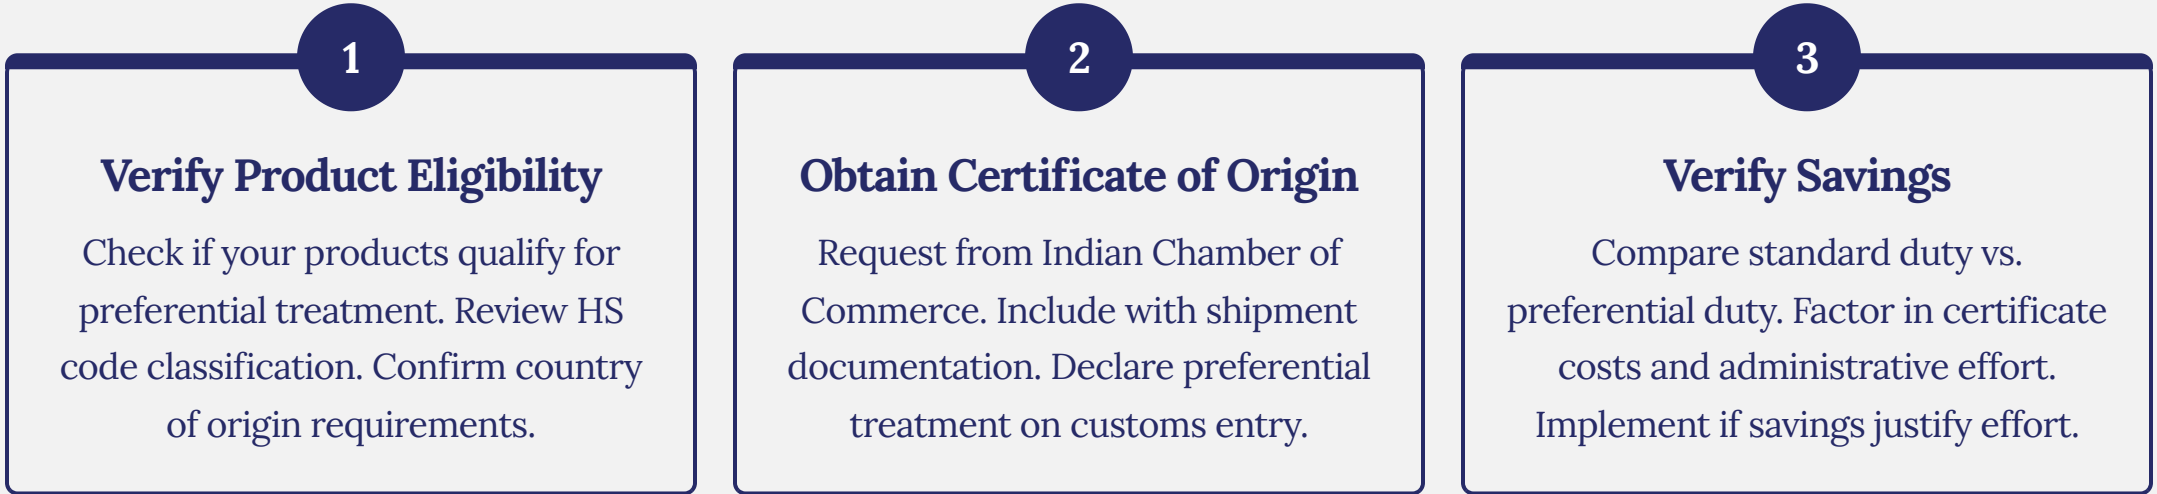 1
Verify Product Eligibility
Check if your products qualify for
preferential treatment. Review HS
code classification. Confirm country
of origin requirements.
2
Obtain Certificate of Origin
Request from Indian Chamber of
Commerce. Include with shipment
documentation. Declare preferential
treatment on customs entry.
3
Verify Savings
Compare standard duty vs.
preferential duty. Factor in certificate
costs and administrative effort.
Implement if savings justify effort.